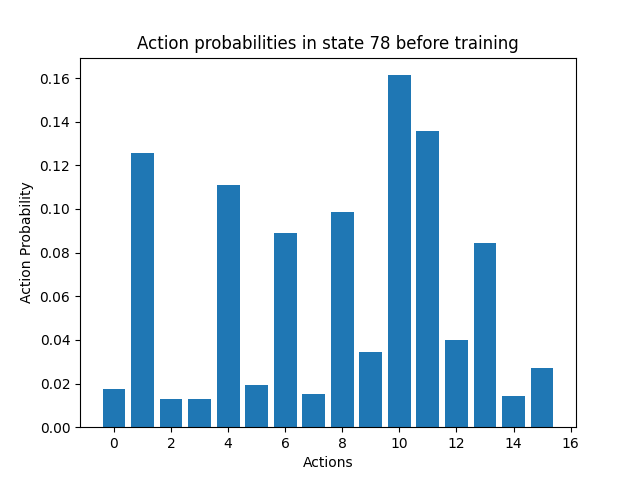 Action probabilities in state 78 before training
0.16
0.14
0.12
0.10
0.08
0.06
0.04
0.02
0.00
Action Probability
0 2 4 6 8 10 12 14 16
Actions